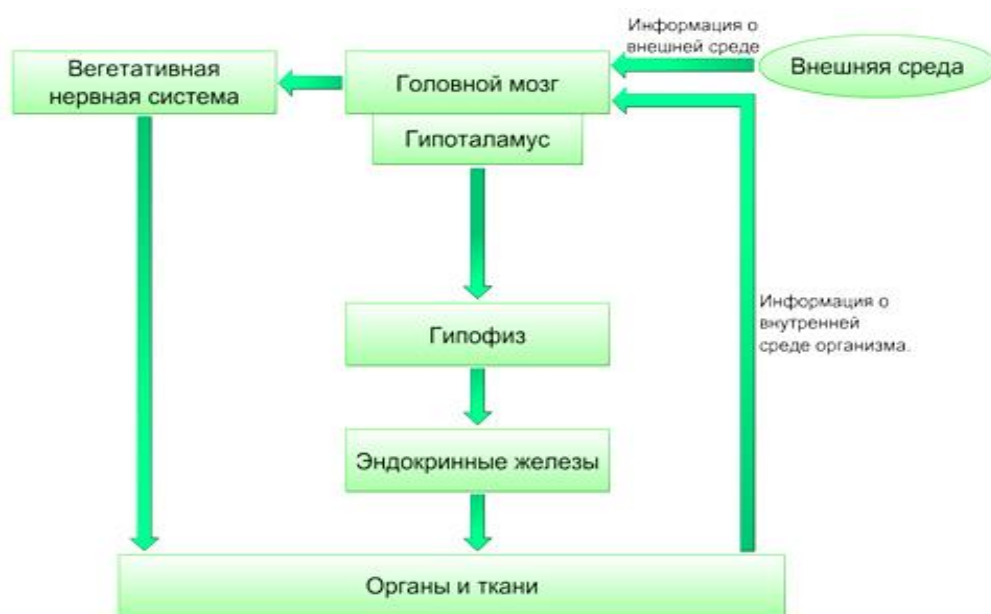 Информация о
внешней среде
Вегетативная
нервная система
Головной мозг
Внешняя среда
Гипоталамус
Информация о
внутренней
среде организма.
Гипофиз
Эндокринные железы
Органы и ткани